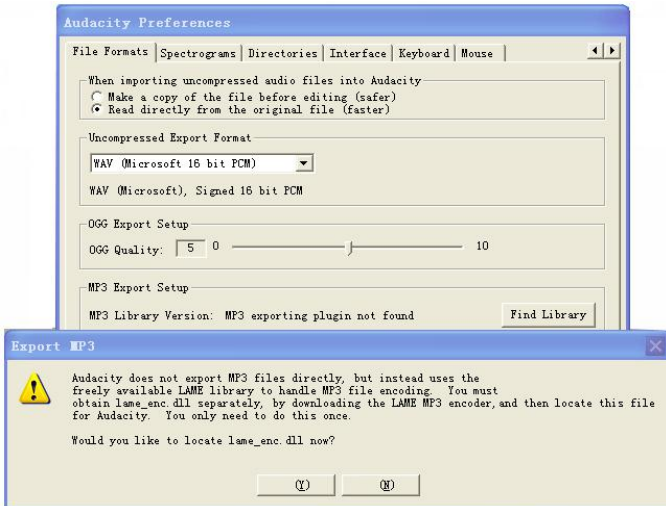 Audacity Preferences
File Formats Spectrograms Directories Interface Keyboard Mouse
When importing uncompressed audio files into Audacity
Make a copy of the file before editing (safer)
Read directly from the original file (faster)
Uncompressed Export Format
WAV (Microsoft 16 bit PCM)
WAV (Microsoft), Signed 16 bit PCM
OGG Export Setup
OGG Quality: 5 0 10
MP3 Export Setup
MP3 Library Version: MP3 exporting plugin not found Find Library
Export MP3
Audacity does not export MP3 files directly, but instead uses the
freely available LAME library to handle MP3 file encoding. You must
obtain lame_enc.dll separately, by downloading the LAME MP3 encoder, and then locate this file
for Audacity. You only need to do this once.
Would you like to locate lame_enc.dll now?
(Y) (N)